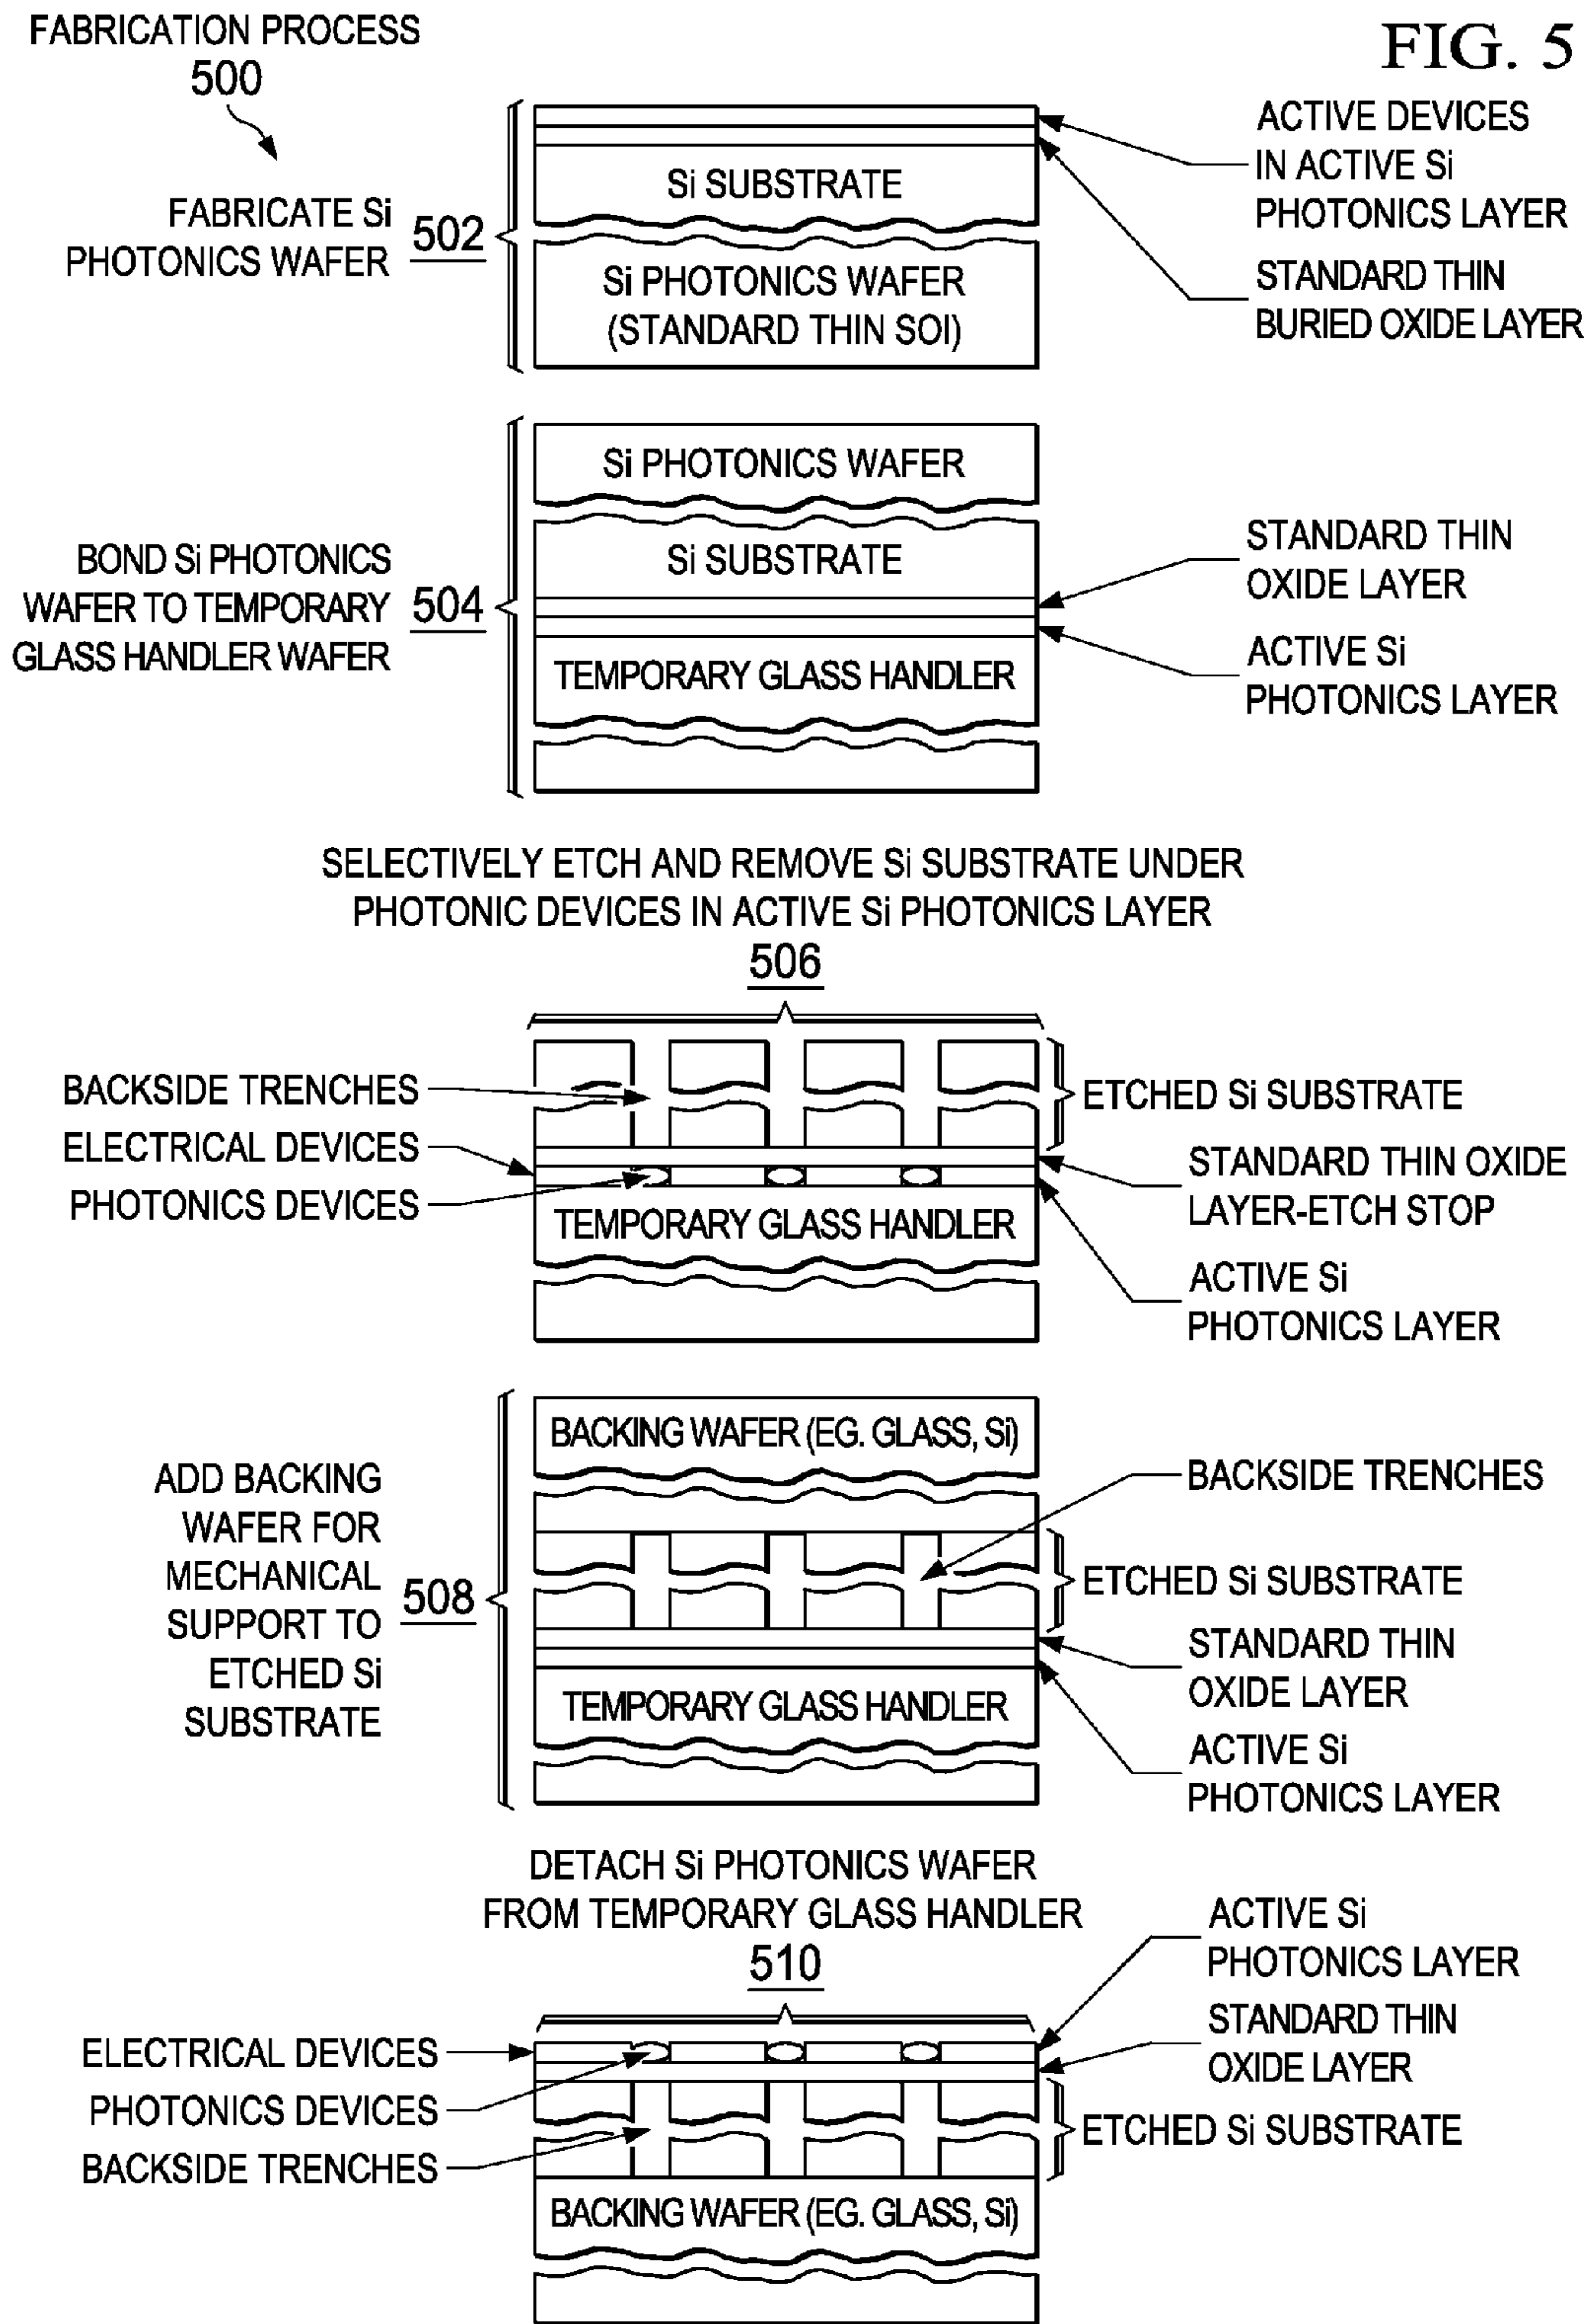 FABRICATION PROCESS
500
FIG. 5
FABRICATE Si
PHOTONICS WAFER
502
Si SUBSTRATE
Si PHOTONICS WAFER
(STANDARD THIN SOI)
ACTIVE DEVICES
IN ACTIVE Si
PHOTONICS LAYER
STANDARD THIN
BURIED OXIDE LAYER
BOND Si PHOTONICS
WAFER TO TEMPORARY
GLASS HANDLER WAFER
504
Si PHOTONICS WAFER
Si SUBSTRATE
TEMPORARY GLASS HANDLER
STANDARD THIN
OXIDE LAYER
ACTIVE Si
PHOTONICS LAYER
SELECTIVELY ETCH AND REMOVE Si SUBSTRATE UNDER
PHOTONIC DEVICES IN ACTIVE Si PHOTONICS LAYER
506
BACKSIDE TRENCHES
ELECTRICAL DEVICES
PHOTONICS DEVICES
TEMPORARY GLASS HANDLER
ETCHED Si SUBSTRATE
STANDARD THIN OXIDE
LAYER-ETCH STOP
ACTIVE Si
PHOTONICS LAYER
ADD BACKING
WAFER FOR
MECHANICAL
SUPPORT TO
ETCHED Si
SUBSTRATE
508
BACKING WAFER (EG. GLASS, Si)
TEMPORARY GLASS HANDLER
BACKSIDE TRENCHES
ETCHED Si SUBSTRATE
STANDARD THIN
OXIDE LAYER
ACTIVE Si
PHOTONICS LAYER
DETACH Si PHOTONICS WAFER
FROM TEMPORARY GLASS HANDLER
510
ACTIVE Si
PHOTONICS LAYER
STANDARD THIN
OXIDE LAYER
ETCHED Si SUBSTRATE
ELECTRICAL DEVICES
PHOTONICS DEVICES
BACKSIDE TRENCHES
BACKING WAFER (EG. GLASS, Si)